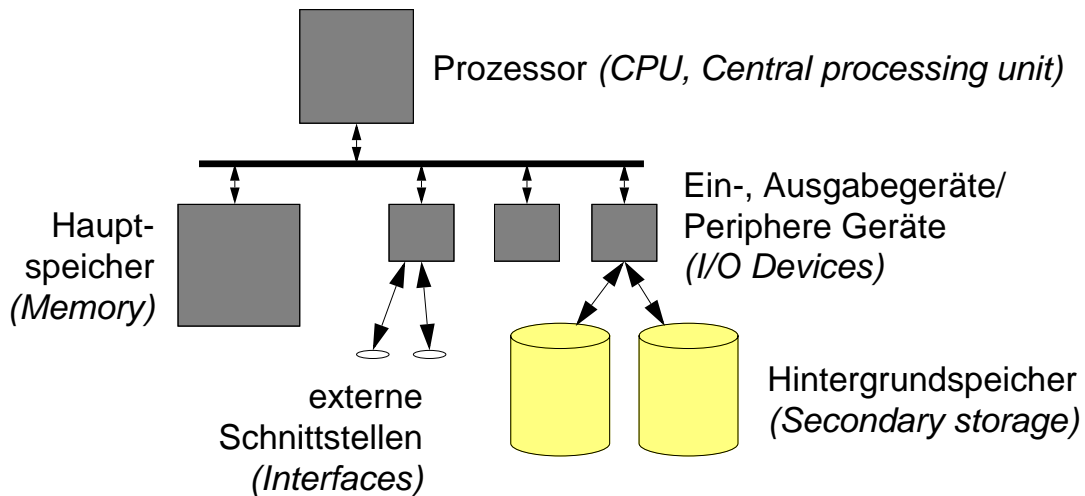 Prozessor (CPU, Central processing unit)
Haupt-
speicher
(Memory)
Ein-, Ausgabegeräte/
Periphere Geräte
(I/O Devices)
externe
Schnittstellen
(Interfaces)
Hintergrundspeicher
(Secondary storage)